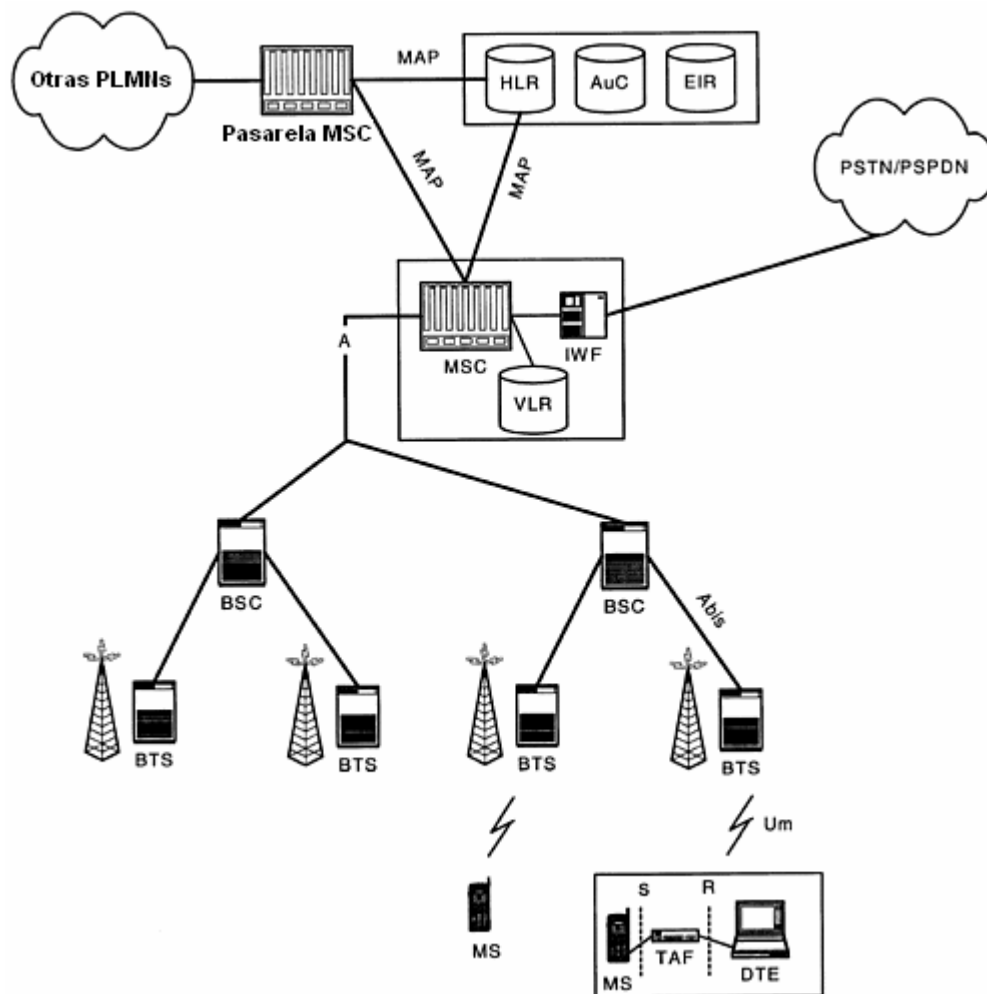 Otras PLMNs
Pasarela MSC
MAP
HLR
AuC
EIR
MAP
MAP
PSTN/PSPDN
A
MSC
IWF
VLR
BSC
BSC
Abis
BTS
BTS
BTS
BTS
Um
MS
S
R
MS
TAF
DTE